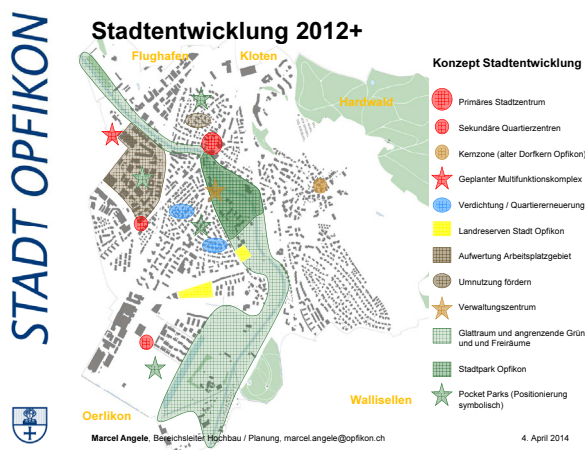 STADT OPFIKON
Stadtentwicklung 2012+
Flughafen
Kloten
Hardwald
Konzept Stadtentwicklung
Primäres Stadtzentrum
Sekundäre Quartierzentren
Kernzone (alter Dorfkern Opfikon)
Geplanter Multifunktionskomplex
Verdichtung / Quartiererneuerung
Landreserven Stadt Opfikon
Aufwertung Arbeitsplatzgebiet
Umnutzung fördern
Verwaltungszentrum
Glattraum und angrenzende Grün
und und Freiräume
Stadtpark Opfikon
Pocket Parks (Positionierung
symbolisch)
Wallisellen
Oerlikon
Marcel Angele, Bereichsleiter Hochbau / Planung, marcel.angele@opfikon.ch
4. April 2014